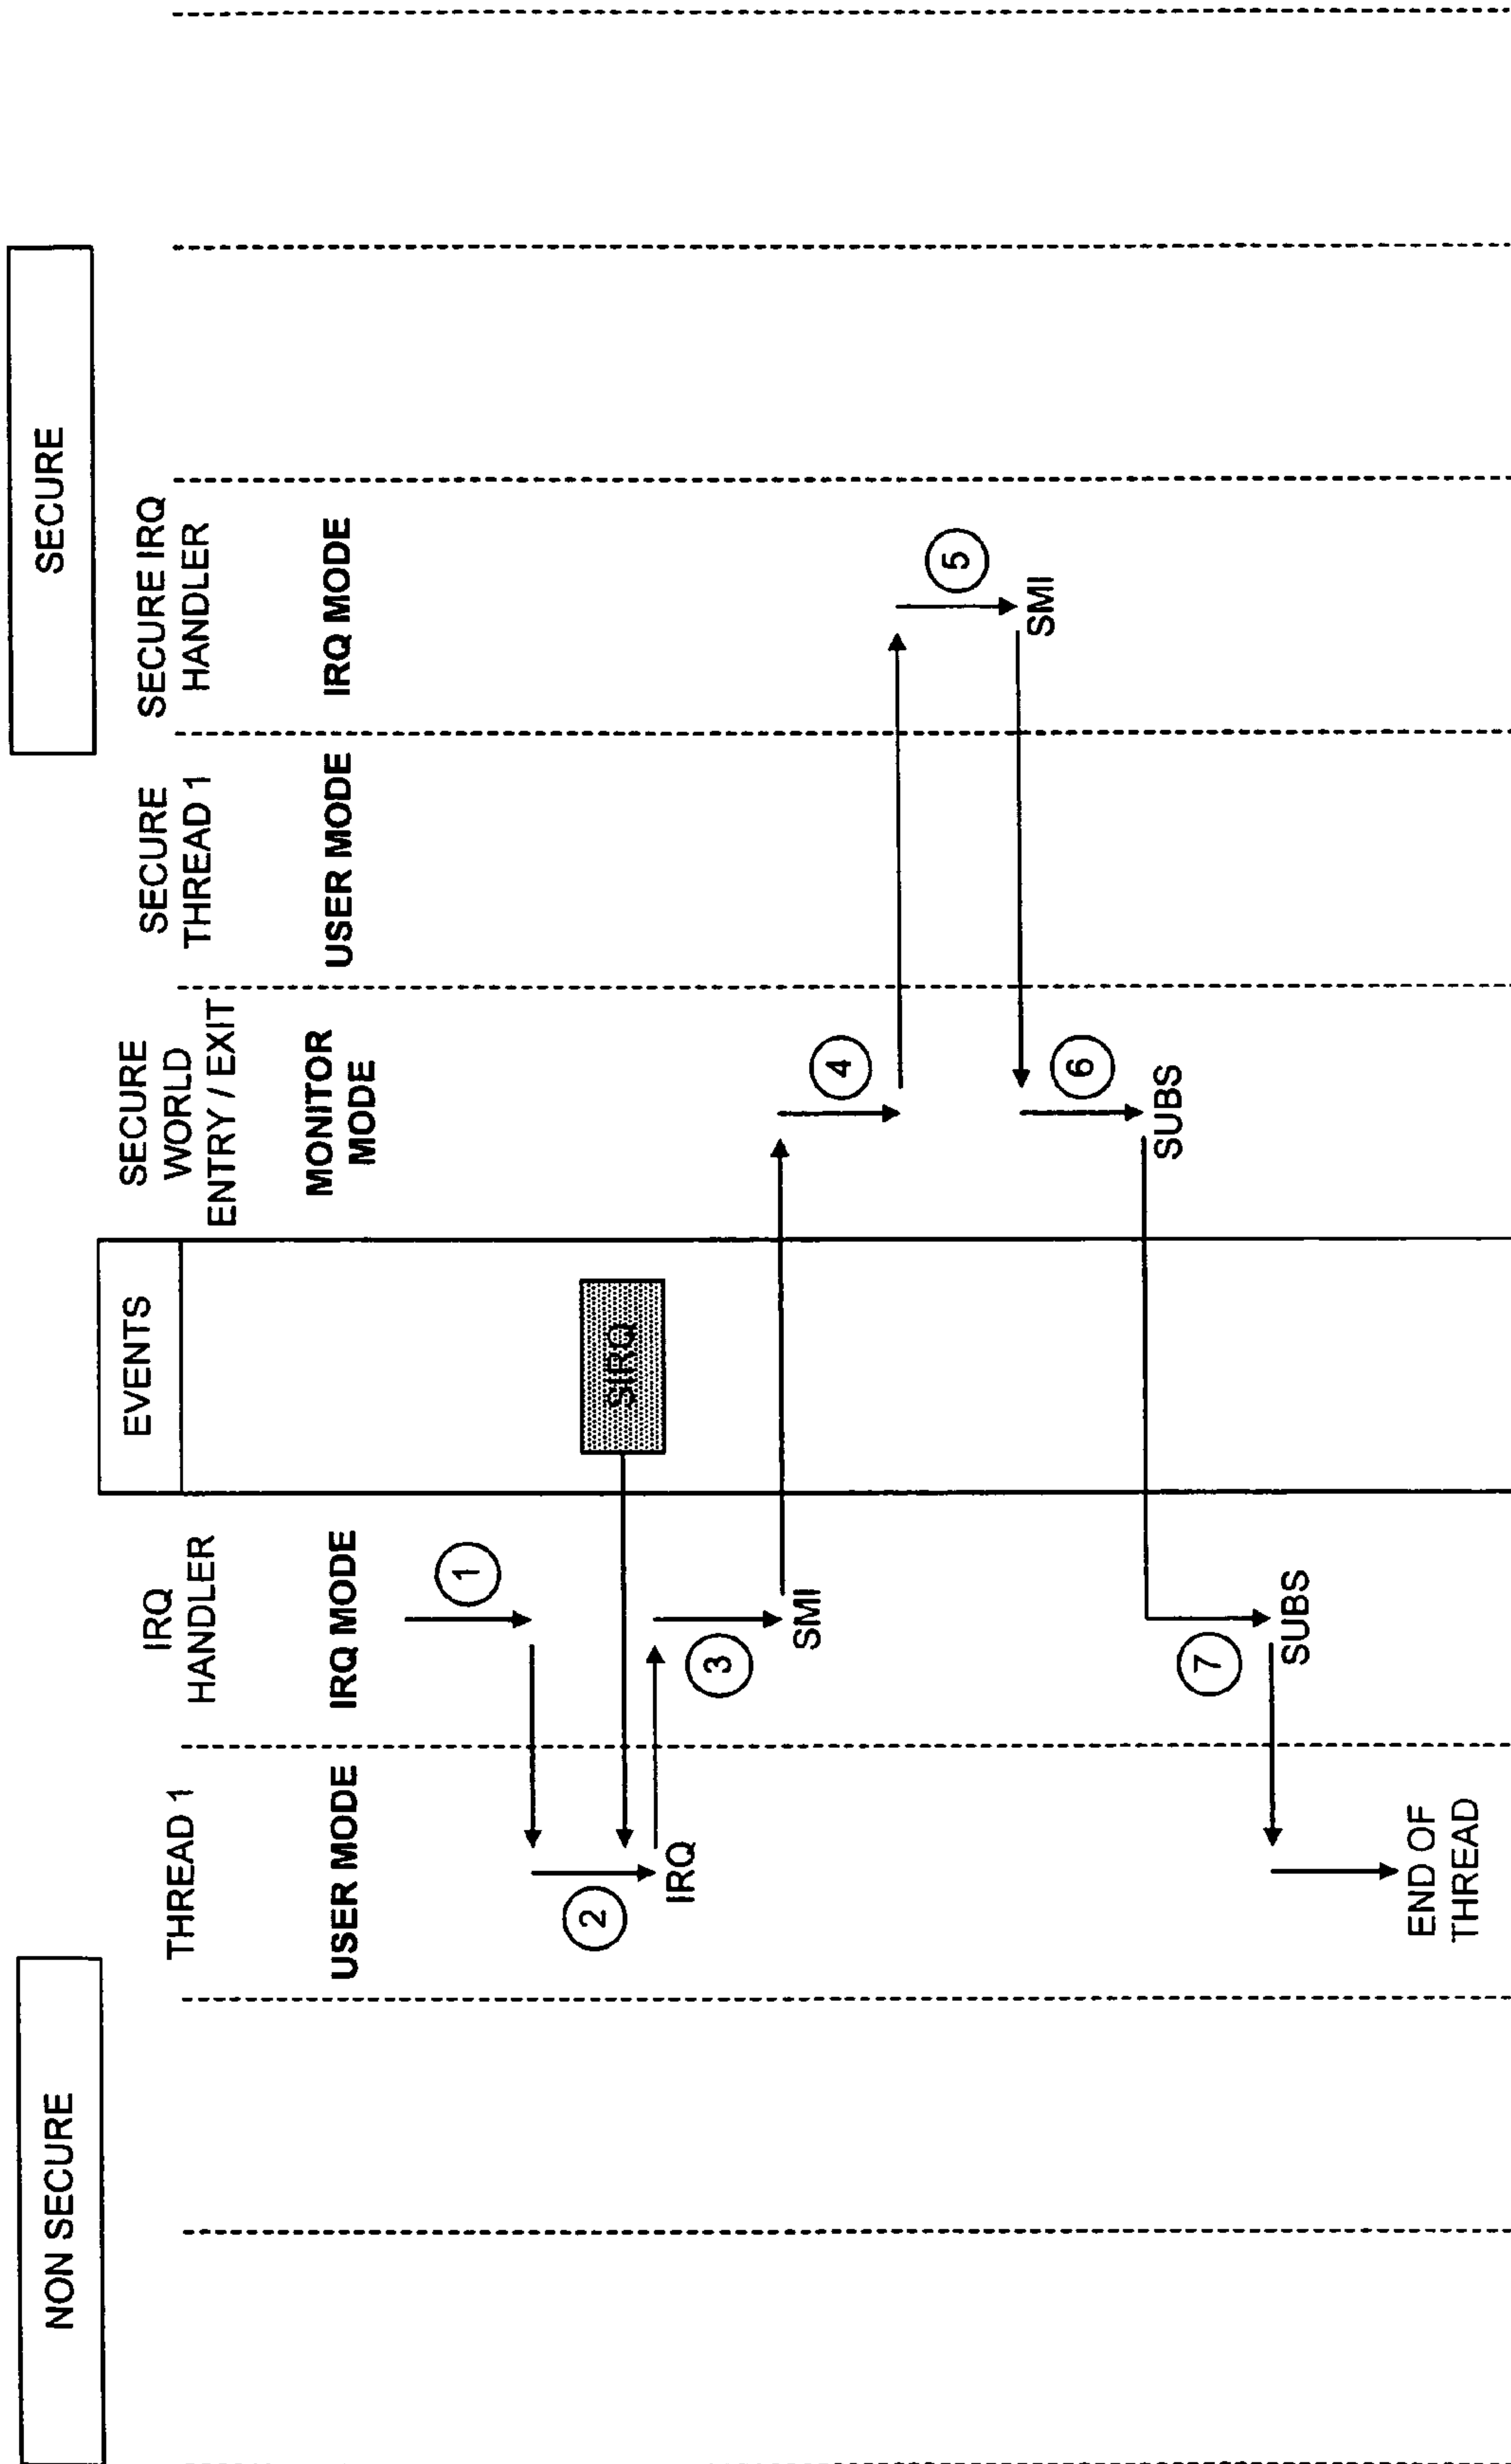 NON SECURE
SECURE
THREAD 1
IRQ
HANDLER
EVENTS
SECURE
WORLD
ENTRY / EXIT
SECURE
THREAD 1
SECURE IRQ
HANDLER
USER MODE
IRQ MODE
MONITOR
MODE
USER MODE
IRQ MODE
1
SIRQ
2
IRQ
3
SMI
4
5
SMI
6
SUBS
7
SUBS
END OF
THREAD